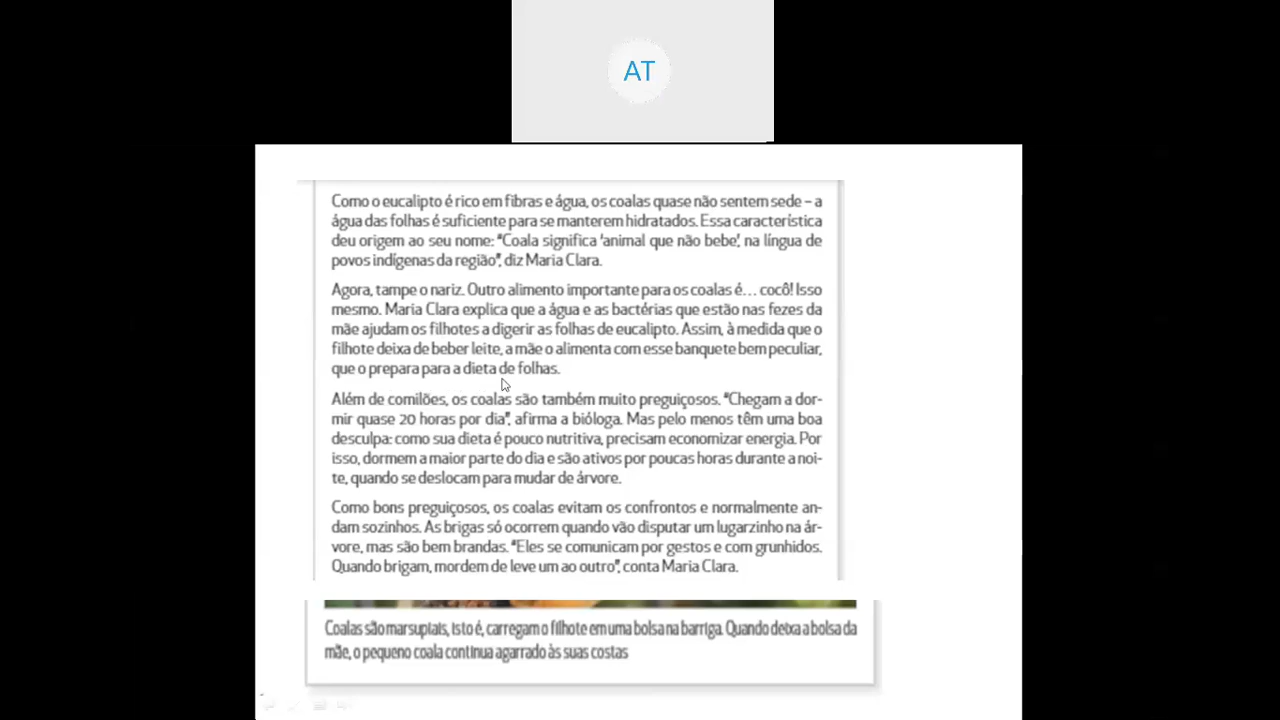 AT
Como o eucalipto é rico em fibras e água, os coalas quase não sentem sede – a
água das folhas é suficiente para se manterem hidratados. Essa característica
deu origem ao seu nome: "Coala significa 'animal que não bebe', na língua de
povos indígenas da região", diz Maria Clara.
Agora, tampe o nariz. Outro alimento importante para os coalas é... cocô! Isso
mesmo. Maria Clara explica que a água e as bactérias que estão nas fezes da
mãe ajudam os filhotes a digerir as folhas de eucalipto. Assim, à medida que o
filhote deixa de beber leite, a mãe o alimenta com esse banquete bem peculiar,
que o prepara para a dieta de folhas.
Além de comilões, os coalas são também muito preguiçosos. "Chegam a dor-
mir quase 20 horas por dia", afirma a bióloga. Mas pelo menos têm uma boa
desculpa: como sua dieta é pouco nutritiva, precisam economizar energia. Por
isso, dormem a maior parte do dia e são ativos por poucas horas durante a noi-
te, quando se deslocam para mudar de árvore.
Como bons preguiçosos, os coalas evitam os confrontos e normalmente an-
dam sozinhos. As brigas só ocorrem quando vão disputar um lugarzinho na ár-
vore, mas são bem brandas. "Eles se comunicam por gestos e com grunhidos.
Quando brigam, mordem de leve um ao outro", conta Maria Clara.
Coalas são marsupiais, isto é, carregam o filhote em uma bolsa na barriga. Quando deixa a bolsa da
mãe, o pequeno coala continua agarrado às suas costas